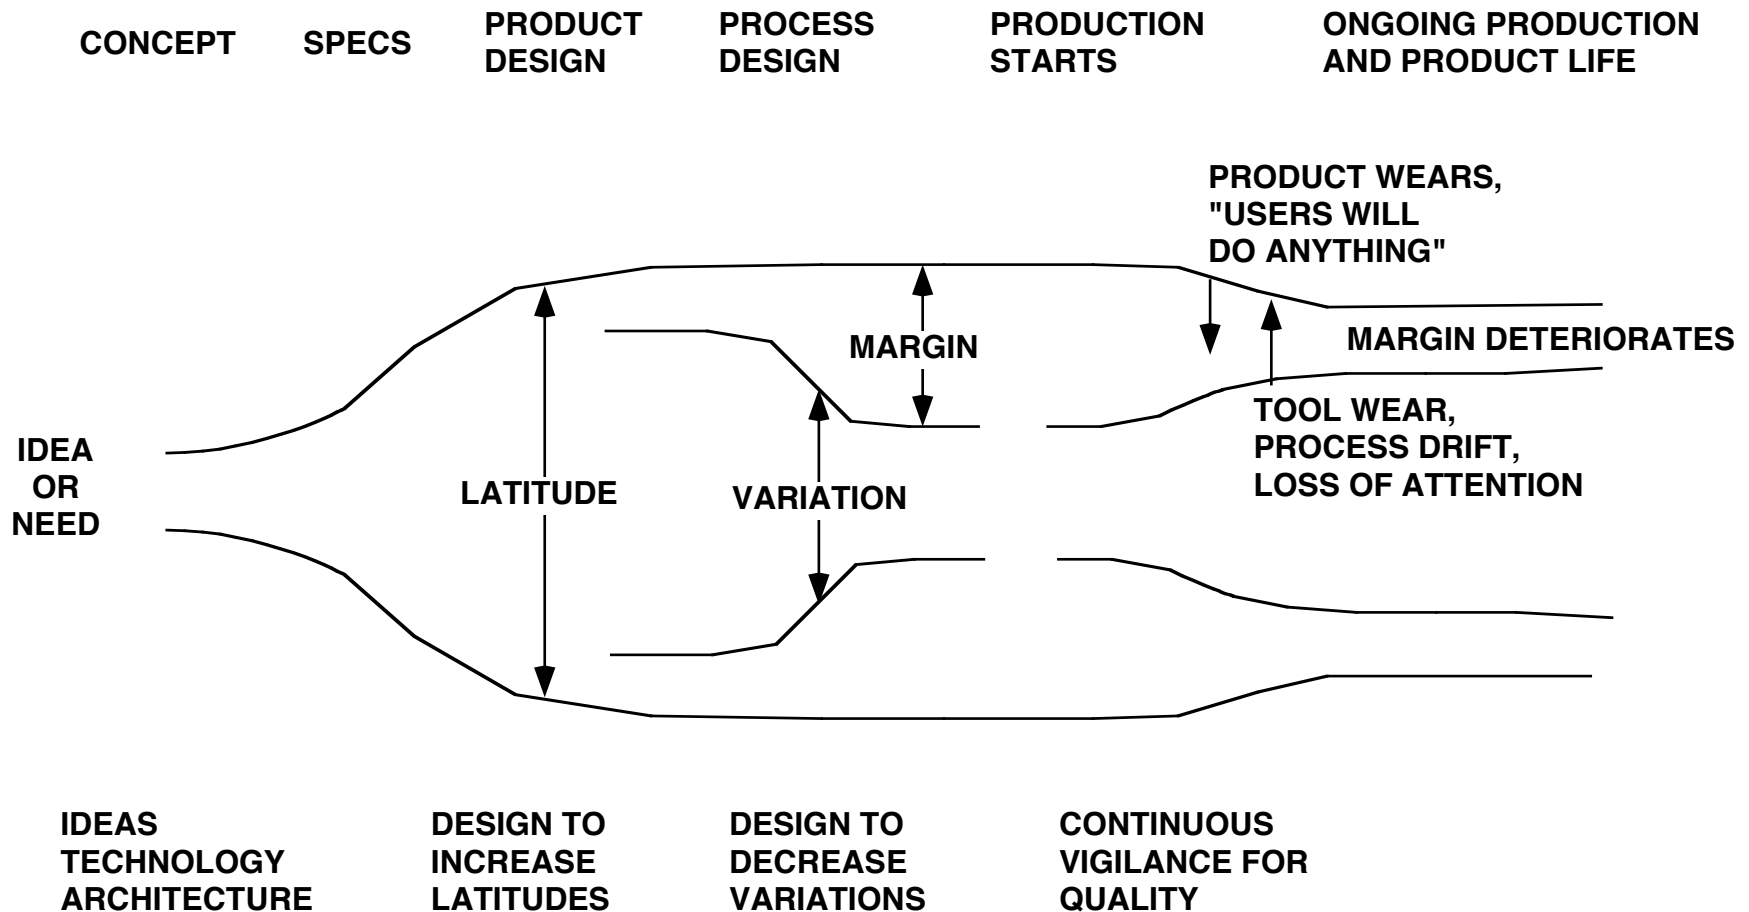 CONCEPT
SPECS
PRODUCT
DESIGN
PROCESS
DESIGN
PRODUCTION
STARTS
ONGOING PRODUCTION
AND PRODUCT LIFE
PRODUCT WEARS,
"USERS WILL
DO ANYTHING"
MARGIN
MARGIN DETERIORATES
IDEA
OR
NEED
LATITUDE
VARIATION
TOOL WEAR,
PROCESS DRIFT,
LOSS OF ATTENTION
IDEAS
TECHNOLOGY
ARCHITECTURE
DESIGN TO
INCREASE
LATITUDES
DESIGN TO
DECREASE
VARIATIONS
CONTINUOUS
VIGILANCE FOR
QUALITY